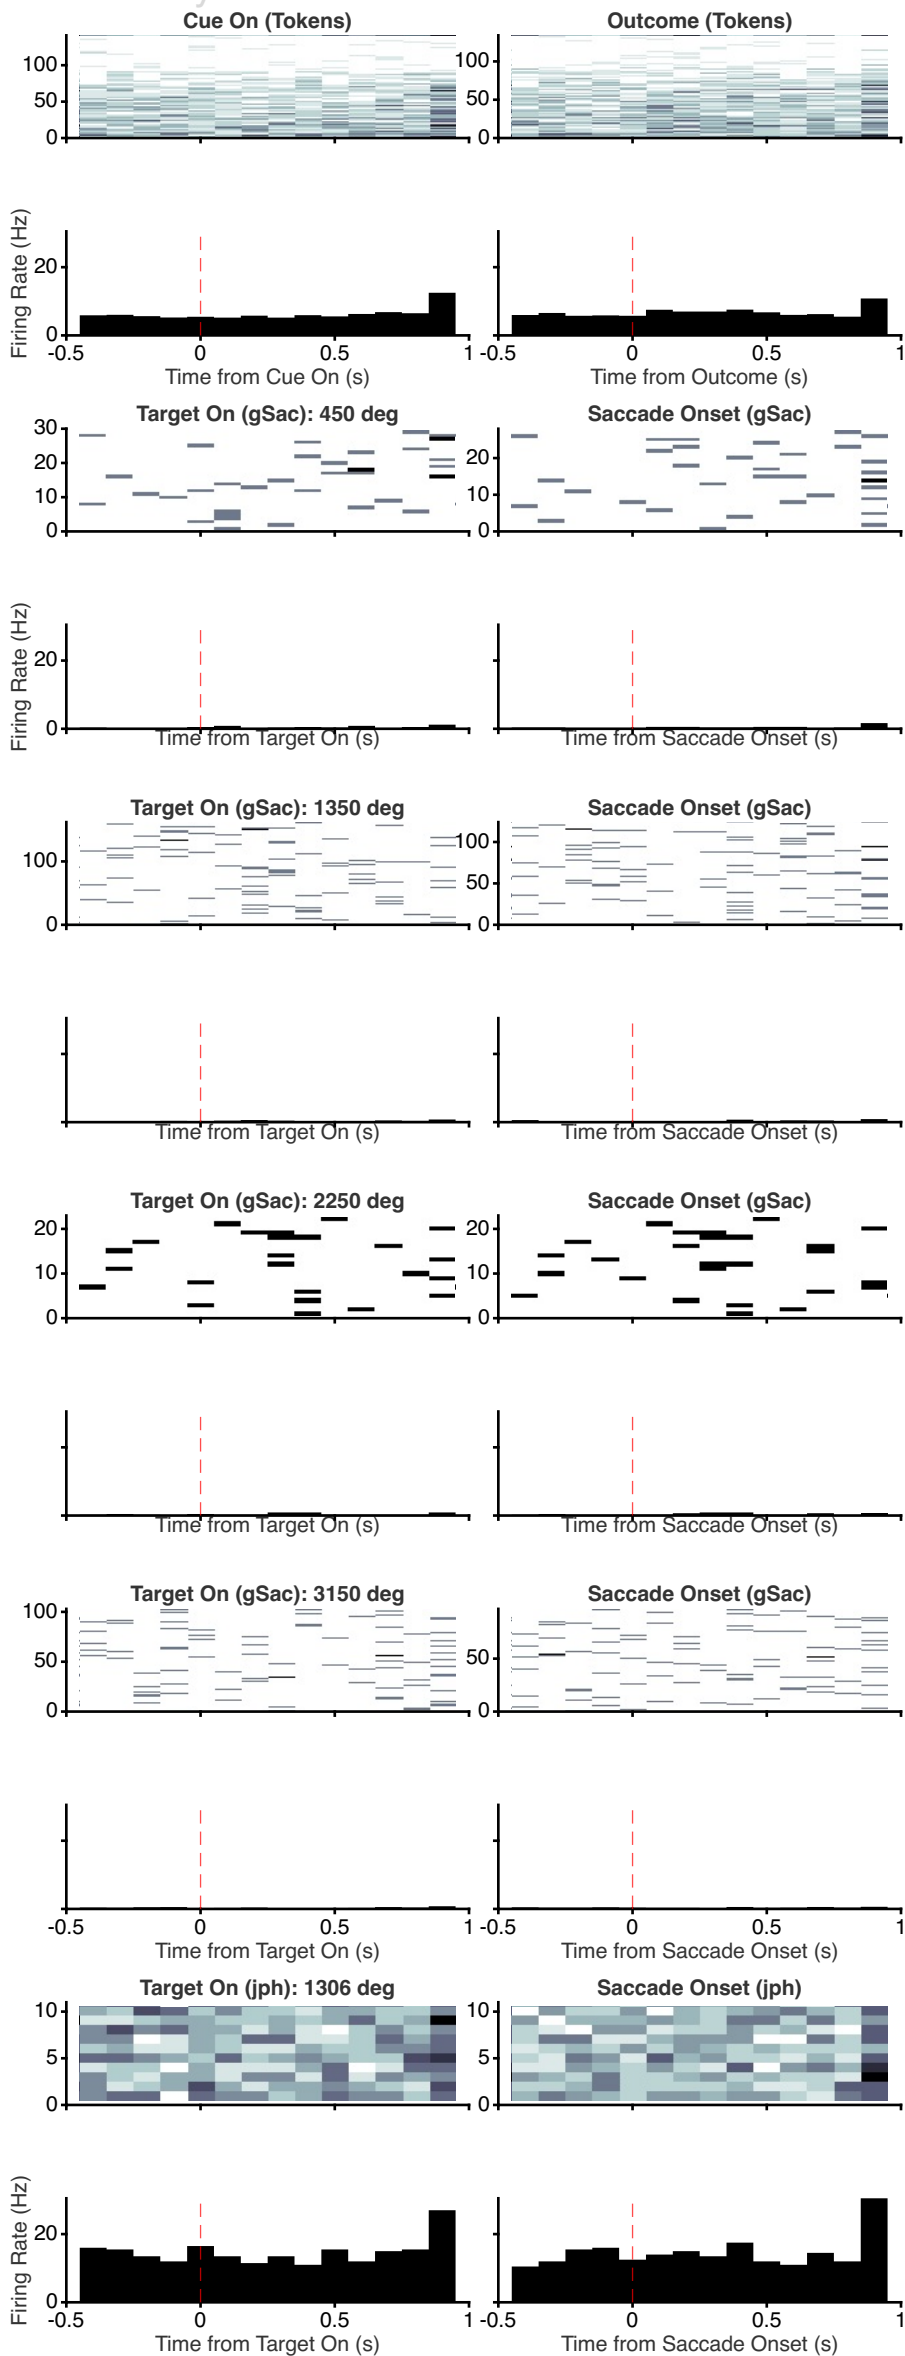 Cue On (Tokens) Outcome (Tokens)
100 100
50 50
0 0
Firing Rate (Hz)
20
0
-0.5 0 0.5 1 -0.5 0 0.5 1
Time from Cue On (s) Time from Outcome (s)
Target On (gSac): 450 deg Saccade Onset (gSac)
30
20 20
10 10
0 0
Firing Rate (Hz)
20
0
Time from Target On (s) Time from Saccade Onset (s)
Target On (gSac): 1350 deg Saccade Onset (gSac)
100 100
50
0 0
Time from Target On (s) Time from Saccade Onset (s)
Target On (gSac): 2250 deg Saccade Onset (gSac)
20 20
10 10
0 0
Time from Target On (s) Time from Saccade Onset (s)
Target On (gSac): 3150 deg Saccade Onset (gSac)
100
50 50
0 0
-0.5 0 0.5 1 -0.5 0 0.5 1
Time from Target On (s) Time from Saccade Onset (s)
Target On (jph): 1306 deg Saccade Onset (jph)
10 10
5 5
0 0
Firing Rate (Hz)
20
0
-0.5 0 0.5 1 -0.5 0 0.5 1
Time from Target On (s) Time from Saccade Onset (s)